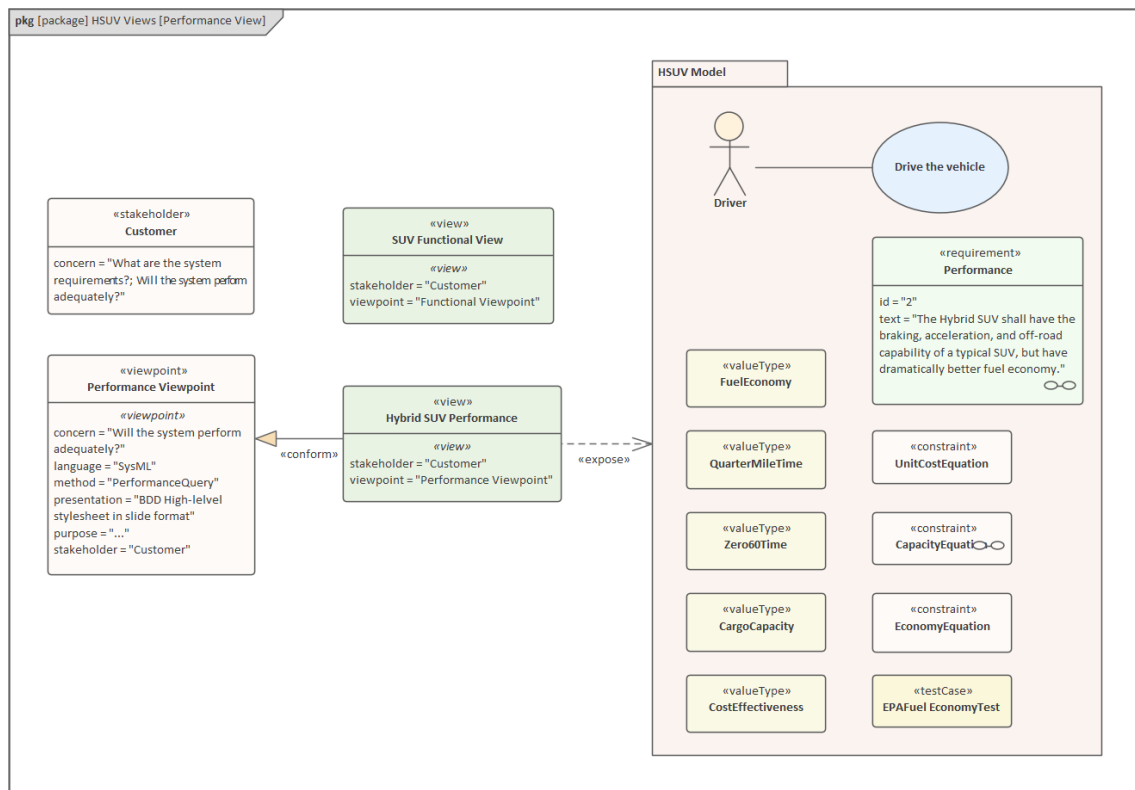 pkg [package] HSUV Views [Performance View]
«stakeholder»
Customer
concern = "What are the system
requirements?; Will the system perform
adequately?"
«view»
SUV Functional View
«view»
stakeholder = "Customer"
viewpoint = "Functional Viewpoint"
«viewpoint»
Performance Viewpoint
«viewpoint»
concern = "Will the system perform
adequately?"
language = "SysML"
method = "PerformanceQuery"
presentation = "BDD High-lelvel
stylesheet in slide format"
purpose = "..."
stakeholder = "Customer"
«conform»
«view»
Hybrid SUV Performance
«view»
stakeholder = "Customer"
viewpoint = "Performance Viewpoint"
«expose»
HSUV Model
Driver
Drive the vehicle
«requirement»
Performance
id = "2"
text = "The Hybrid SUV shall have the
braking, acceleration, and off-road
capability of a typical SUV, but have
dramatically better fuel economy."
«valueType»
FuelEconomy
«valueType»
QuarterMileTime
«constraint»
UnitCostEquation
«valueType»
Zero60Time
«constraint»
CapacityEquation
«valueType»
CargoCapacity
«constraint»
EconomyEquation
«valueType»
CostEffectiveness
«testCase»
EPAFuel EconomyTest